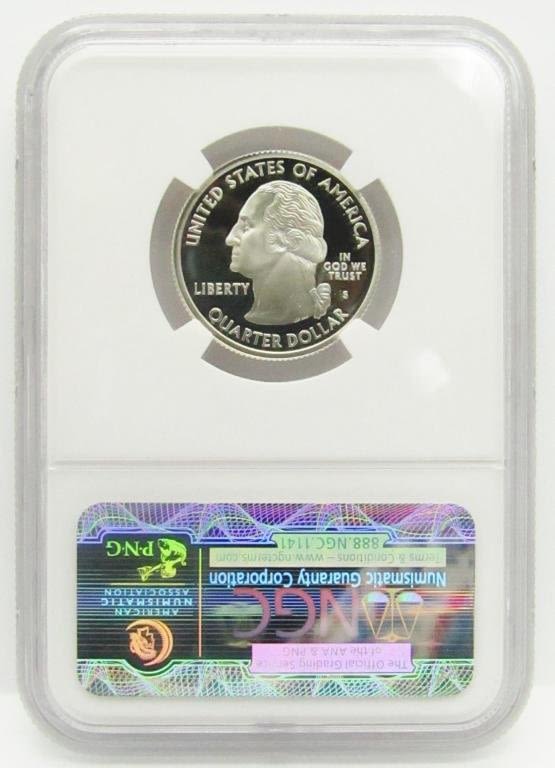 UNITED STATES OF AMERICA
LIBERTY
IN
GOD WE
TRUST
S
QUARTER DOLLAR
The Official Grading Service
of the ANA & PNG
NGC
Numismatic Guaranty Corporation
Terms & Conditions – www.ngcterms.com
888.NGC.1141
AMERICAN
NUMISMATIC
ASSOCIATION
P·N·G